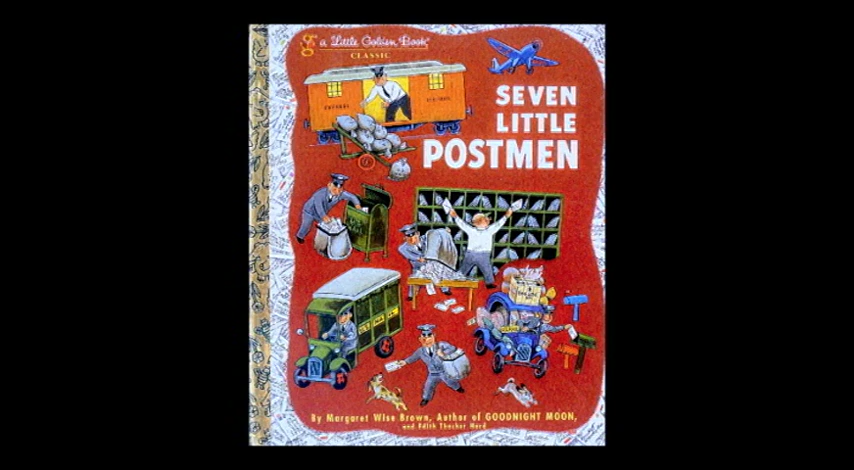 a Little Golden Book
CLASSIC
SEVEN
LITTLE
POSTMEN
By Margaret Wise Brown, Author of GOODNIGHT MOON,
and Edith Thacher Hurd